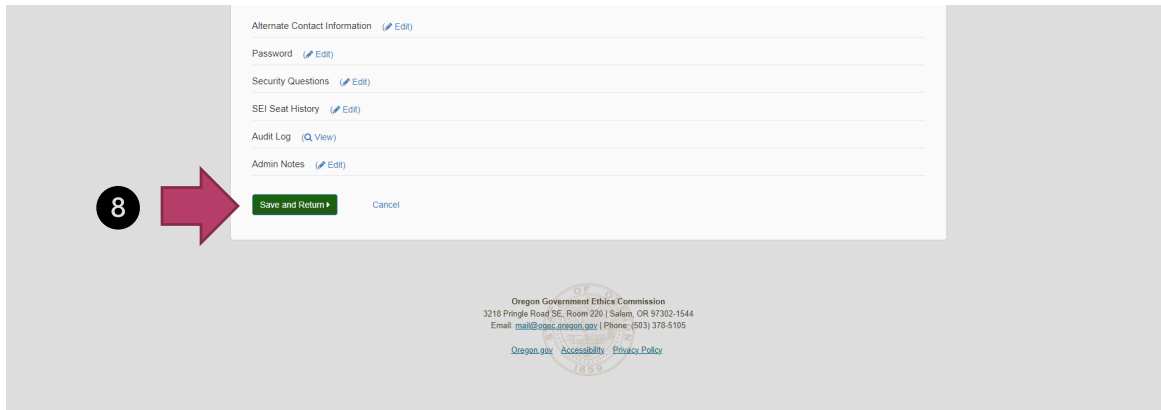 Alternate Contact Information (Edit)
Password (Edit)
Security Questions (Edit)
SEI Seat History (Edit)
Audit Log (View)
Admin Notes (Edit)
8
Save and Return Cancel
Oregon Government Ethics Commission
3218 Pringle Road SE, Room 220 | Salem, OR 97302-1544
Email: mail@ogec.oregon.gov | Phone: (503) 378-5105
Oregon.gov Accessibility Privacy Policy
1859